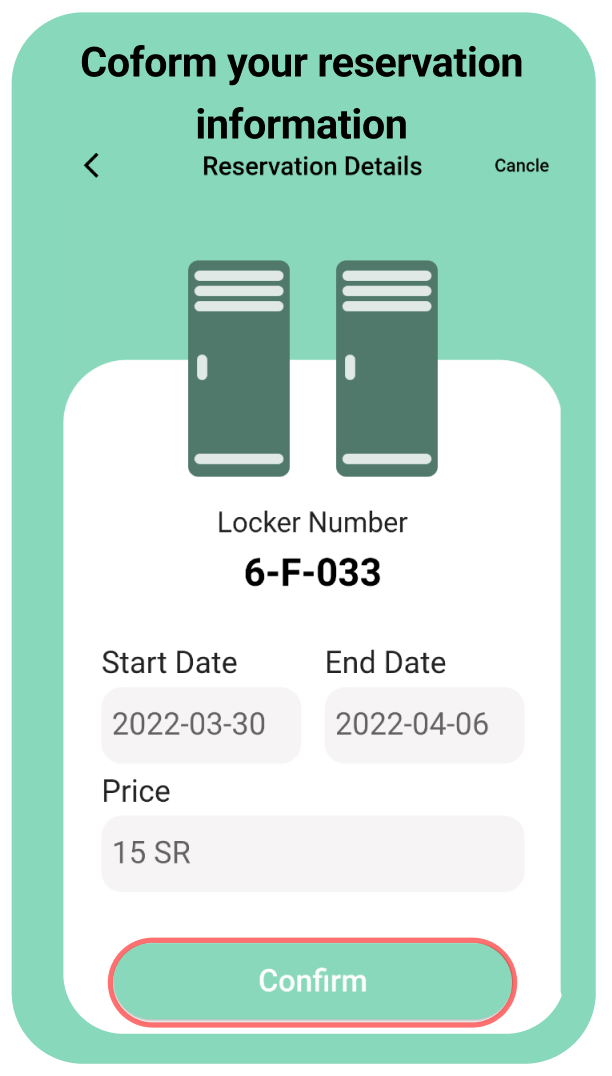 Coform your reservation
information
Reservation Details
Cancle
Locker Number
6-F-033
Start Date
End Date
2022-03-30
2022-04-06
Price
15 SR
Confirm